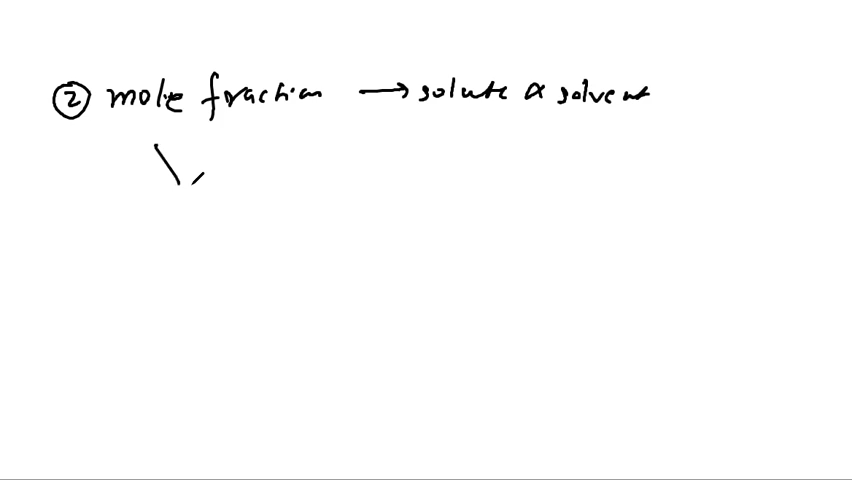 ② mole fraction → solute & solvent